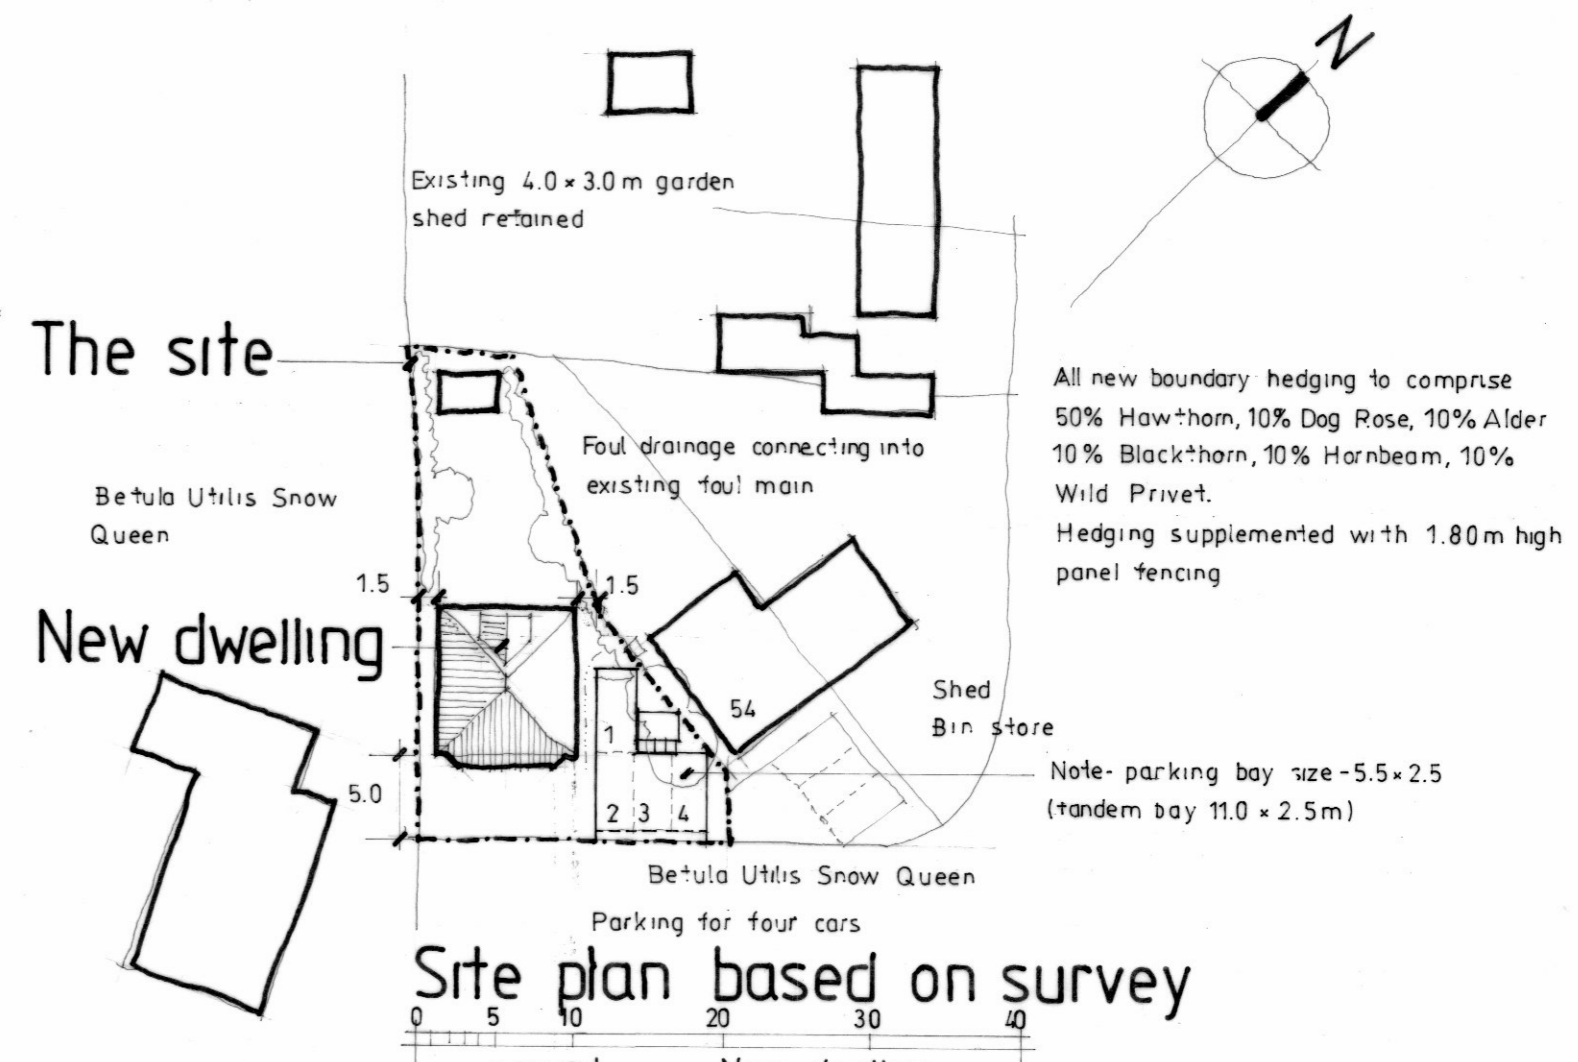 N
Existing 4.0 × 3.0 m garden
shed retained
The site
All new boundary hedging to comprise
50% Hawthorn, 10% Dog Rose, 10% Alder
10% Blackthorn, 10% Hornbeam, 10%
Wild Privet.
Hedging supplemented with 1.80m high
panel fencing
Foul drainage connecting into
existing foul main
Betula Utilis Snow
Queen
1.5
1.5
New dwelling
54
Shed
Bin store
1
2 3 4
5.0
Note- parking bay size - 5.5 × 2.5
(tandem bay 11.0 × 2.5m)
Betula Utilis Snow Queen
Parking for four cars
Site plan based on survey
0 5 10 20 30 40